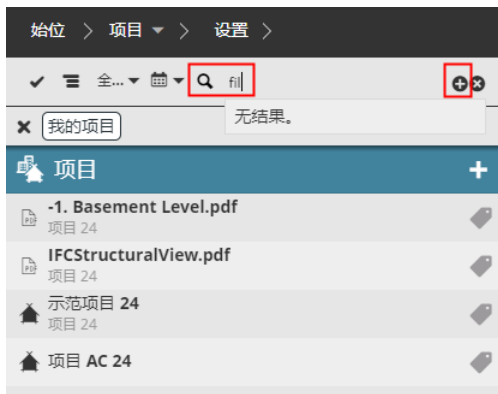 始位 > 项目 > 设置 >
全... fil
无结果。
我的项目
项目
-1. Basement Level.pdf
项目 24
IFCStructuralView.pdf
项目 24
示范项目 24
项目 24
项目 AC 24